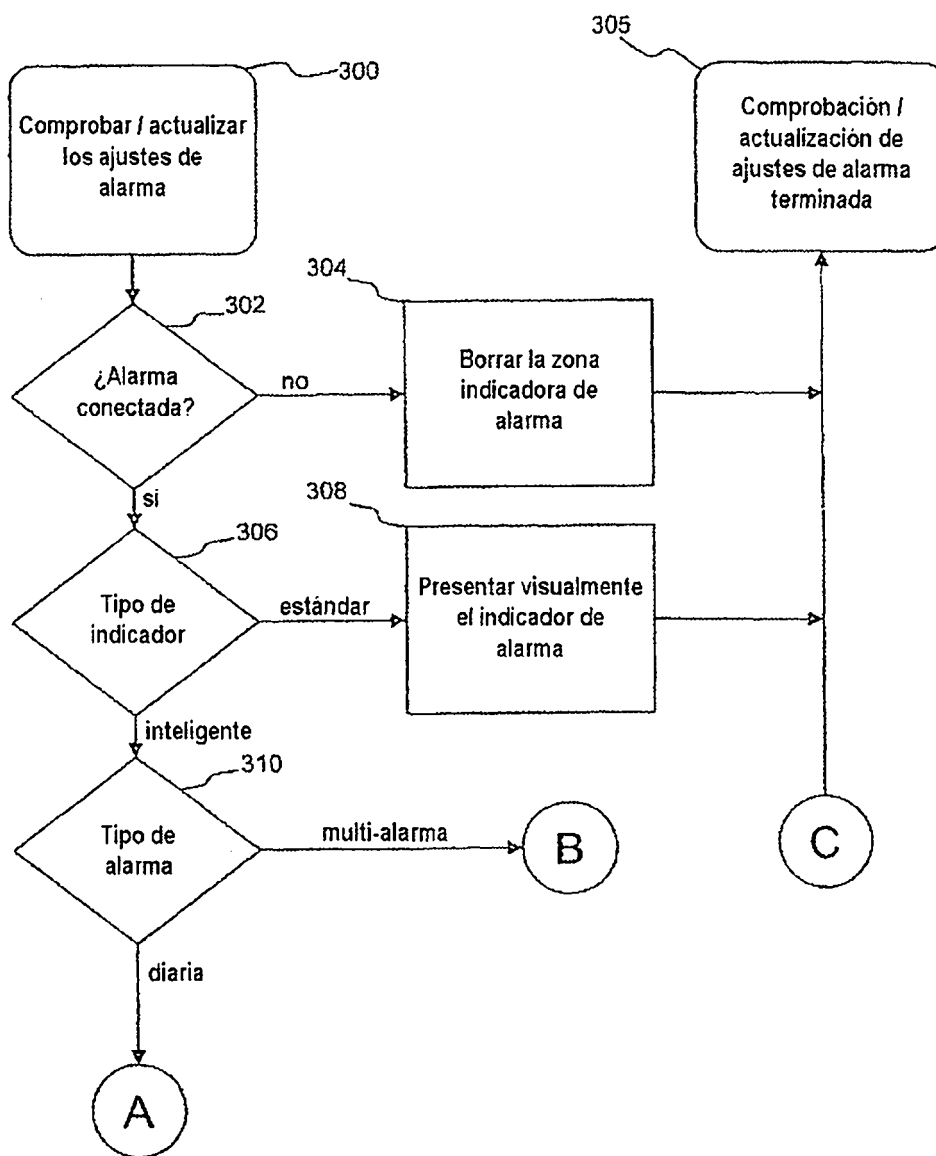 300
Comprobar / actualizar
los ajustes de
alarma
305
Comprobación /
actualización de
ajustes de alarma
terminada
302
¿Alarma
conectada?
no
304
Borrar la zona
indicadora de
alarma
sí
306
Tipo de
indicador
estándar
308
Presentar visualmente
el indicador de
alarma
inteligente
310
Tipo de
alarma
multi-alarma
B
C
diaria
A